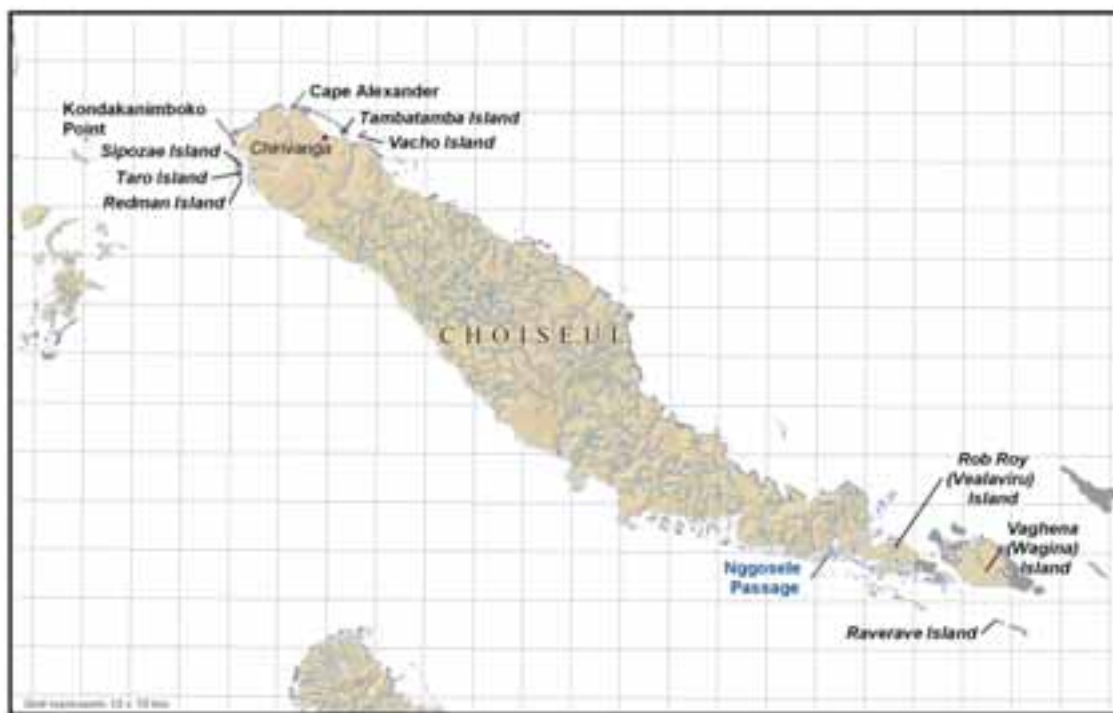 Cape Alexander
Kondakanimboko
Point
Tambatamba Island
Sipozae Island
Chirivanga
Vacho Island
Taro Island
Redman Island
CHOISEUL
Rob Roy
(Vealaviru)
Island
Vaghena
(Wagina)
Island
Nggosele
Passage
Raverave Island